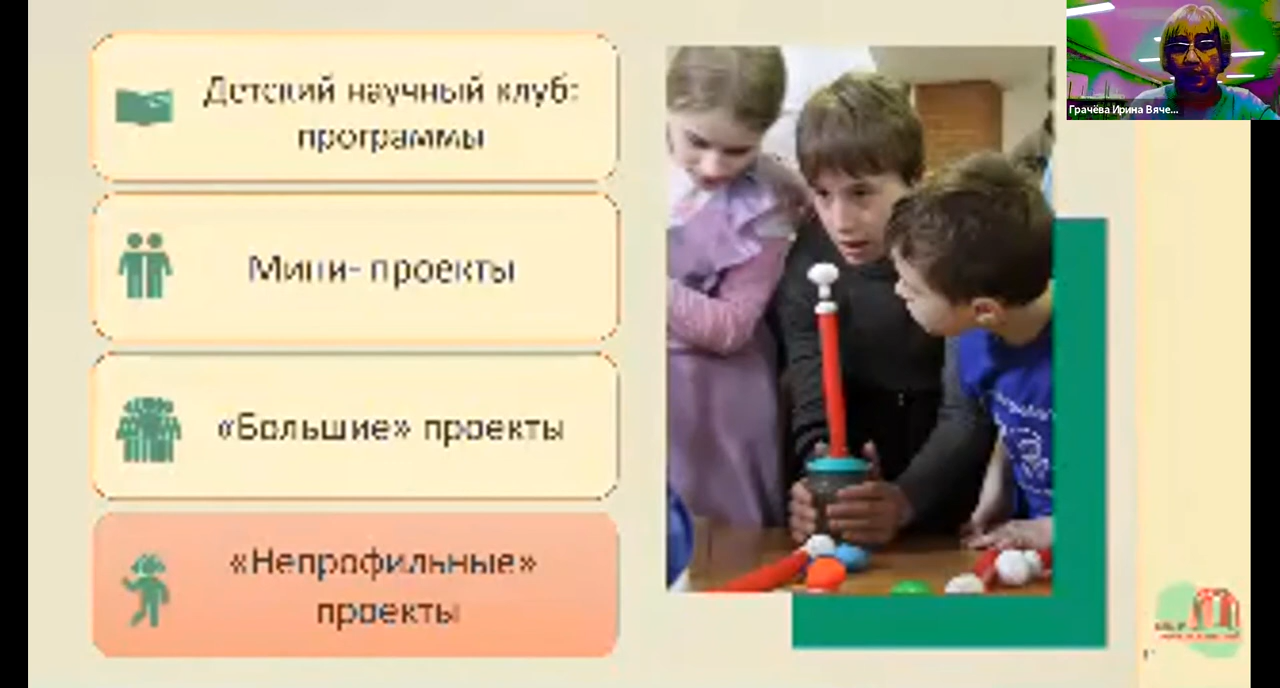 Детский научный клуб:
программы
Мини- проекты
«Большие» проекты
«Непрофильные»
проекты
Грачёва Ирина Вяче...